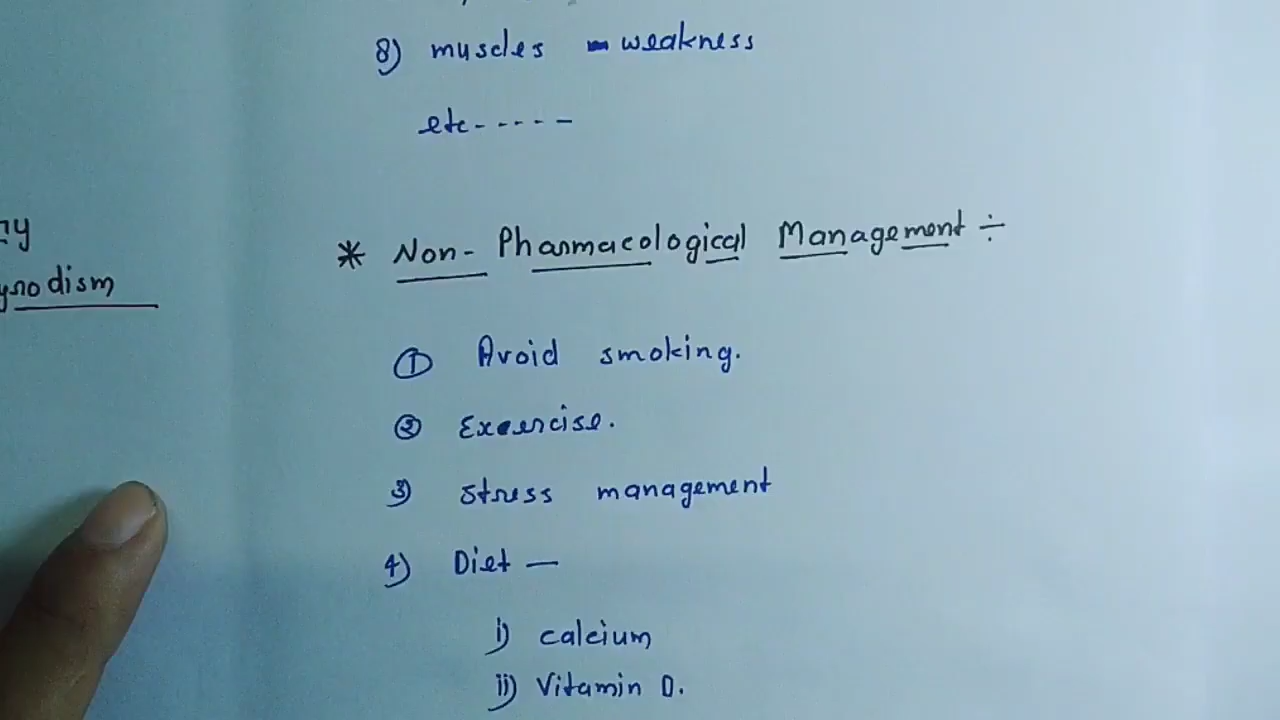 8) muscles - weakness
etc-----
* Non- Pharmacological Management ÷
① Avoid smoking.
② Exercise.
3) stress management
4) Diet —
i) calcium
ii) Vitamin D.